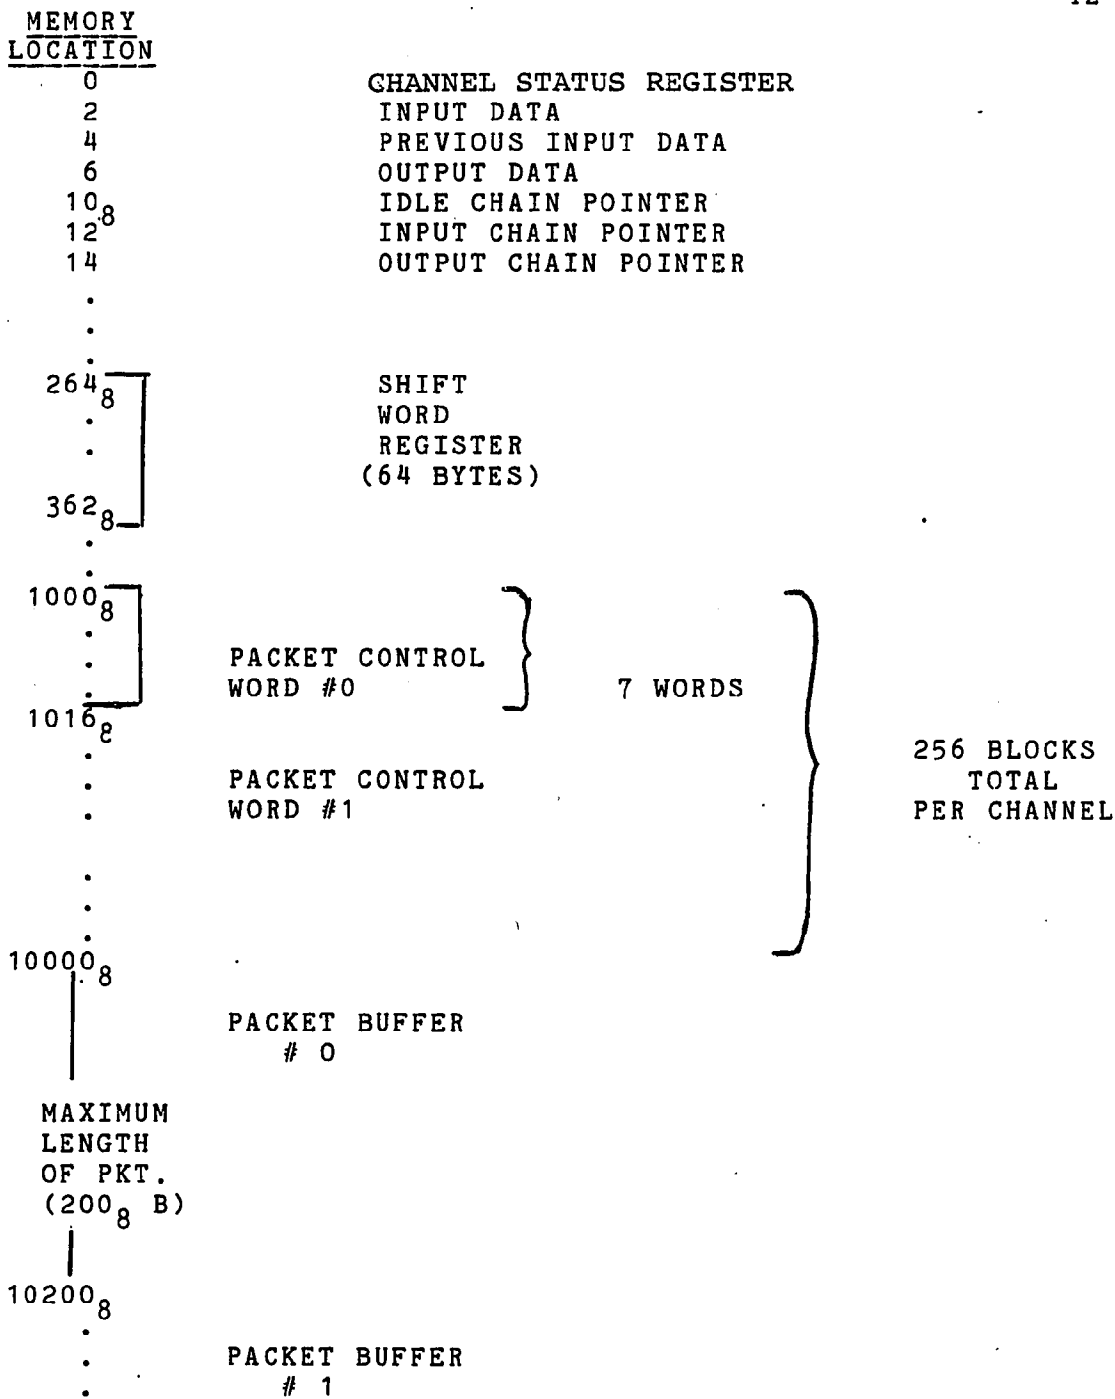 MEMORY
LOCATION
0 CHANNEL STATUS REGISTER
2 INPUT DATA
4 PREVIOUS INPUT DATA
6 OUTPUT DATA
10₈ IDLE CHAIN POINTER
12 INPUT CHAIN POINTER
14 OUTPUT CHAIN POINTER
.
.
.
264₈ SHIFT
. WORD
. REGISTER
(64 BYTES)
362₈
.
.
1000₈
.
. PACKET CONTROL
. WORD #0 7 WORDS
1016₈
. 256 BLOCKS
. PACKET CONTROL TOTAL
. WORD #1 PER CHANNEL
.
.
.
10000₈
PACKET BUFFER
# 0
MAXIMUM
LENGTH
OF PKT.
(200₈ B)
10200₈
.
. PACKET BUFFER
. # 1